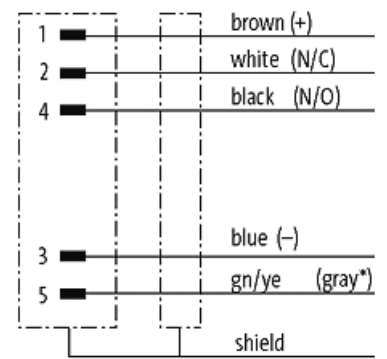 1 brown (+)
2 white (N/C)
4 black (N/O)
3 blue (–)
5 gn/ye (gray*)
shield